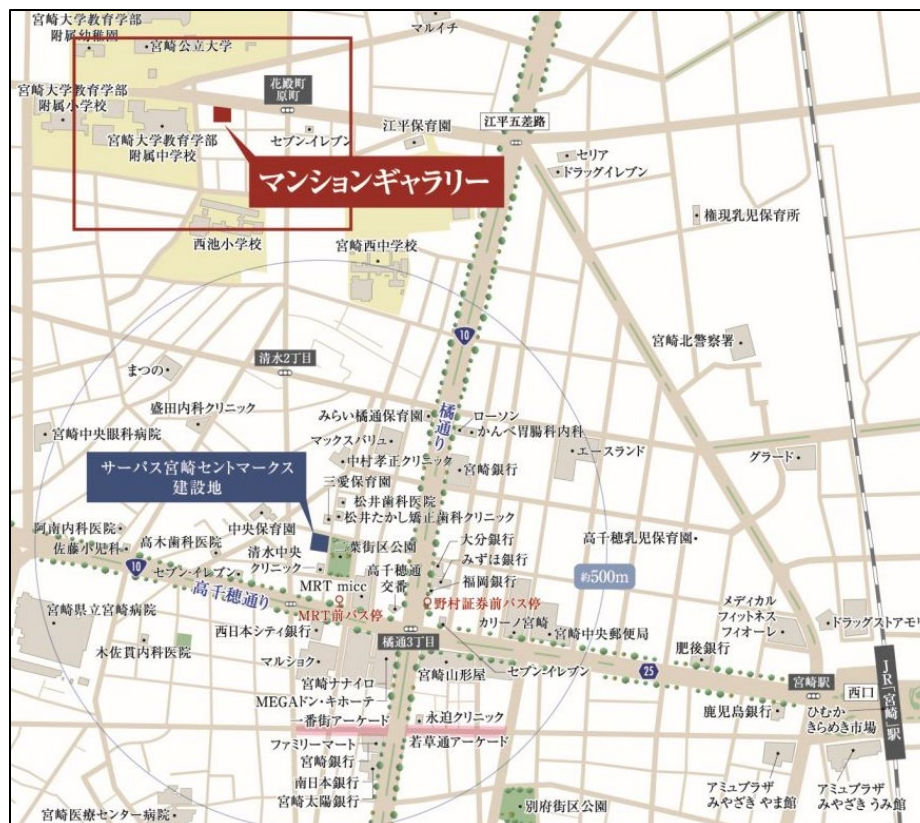 宮崎大学教育学部
附属幼稚園
宮崎公立大学
マルイチ
宮崎大学教育学部
附属小学校
花殿町
原町
江平五差路
宮崎大学教育学部
附属中学校
セブン-イレブン
江平保育園
セリア
ドラッグイレブン
マンションギャラリー
権現乳児保育所
西池小学校
宮崎西中学校
10
宮崎北警察署
清水2丁目
まつの
盛田内科クリニック
みらい橘通保育園
橘通り
ローソン
かんべ胃腸科内科
宮崎中央眼科病院
マックスバリュ
中村孝正クリニック
宮崎銀行
エースランド
グラード
サーパス宮崎セントマークス
建設地
三愛保育園
松井歯科医院
松井たかし矯正歯科クリニック
阿南内科医院
中央保育園
佐藤小児科
高木歯科医院
清水中央
クリニック
二葉街区公園
大分銀行
みずほ銀行
高千穂乳児保育園
10
セブン-イレブン
高千穂通り
MRT micc
高千穂通
交番
福岡銀行
約500m
宮崎県立宮崎病院
MRT前バス停
野村証券前バス停
メディカル
フィットネス
フィオーレ
ドラッグストアモリ
木佐貫内科医院
西日本シティ銀行
橘通3丁目
カリーノ宮崎
宮崎中央郵便局
肥後銀行
マルショク
宮崎山形屋
セブン-イレブン
25
宮崎駅
西口
JR「宮崎」駅
宮崎ナナイロ
MEGAドン・キホーテ
鹿児島銀行
ひむか
きらめき市場
一番街アーケード
永迫クリニック
若草通アーケード
ファミリーマート
宮崎銀行
南日本銀行
宮崎太陽銀行
アミュプラザ
みやざき やま館
アミュプラザ
みやざき うみ館
宮崎医療センター病院
別府街区公園